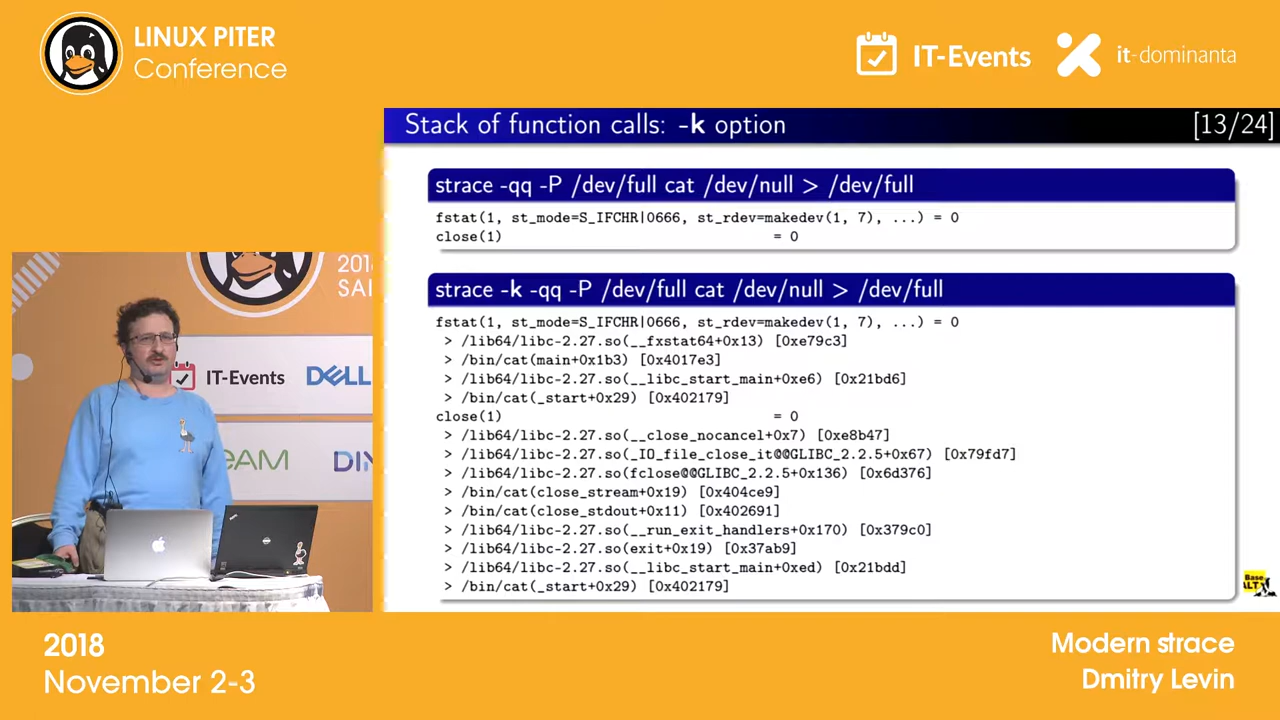 LINUX PITER
Conference
IT-Events
it-dominanta
Stack of function calls: -k option
[13/24]
strace -qq -P /dev/full cat /dev/null > /dev/full
fstat(1, st_mode=S_IFCHR|0666, st_rdev=makedev(1, 7), ...) = 0
close(1) = 0
strace -k -qq -P /dev/full cat /dev/null > /dev/full
fstat(1, st_mode=S_IFCHR|0666, st_rdev=makedev(1, 7), ...) = 0
> /lib64/libc-2.27.so(__fxstat64+0x13) [0xe79c3]
> /bin/cat(main+0x1b3) [0x4017e3]
> /lib64/libc-2.27.so(__libc_start_main+0xe6) [0x21bd6]
> /bin/cat(_start+0x29) [0x402179]
close(1) = 0
> /lib64/libc-2.27.so(__close_nocancel+0x7) [0xe8b47]
> /lib64/libc-2.27.so(_IO_file_close_it@@GLIBC_2.2.5+0x67) [0x79fd7]
> /lib64/libc-2.27.so(fclose@@GLIBC_2.2.5+0x136) [0x6d376]
> /bin/cat(close_stream+0x19) [0x404ce9]
> /bin/cat(close_stdout+0x11) [0x402691]
> /lib64/libc-2.27.so(__run_exit_handlers+0x170) [0x379c0]
> /lib64/libc-2.27.so(exit+0x19) [0x37ab9]
> /lib64/libc-2.27.so(__libc_start_main+0xed) [0x21bdd]
> /bin/cat(_start+0x29) [0x402179]
Base
ALT
201
SA
IT-Events
DELL
EAM
DI
2018
November 2-3
Modern strace
Dmitry Levin